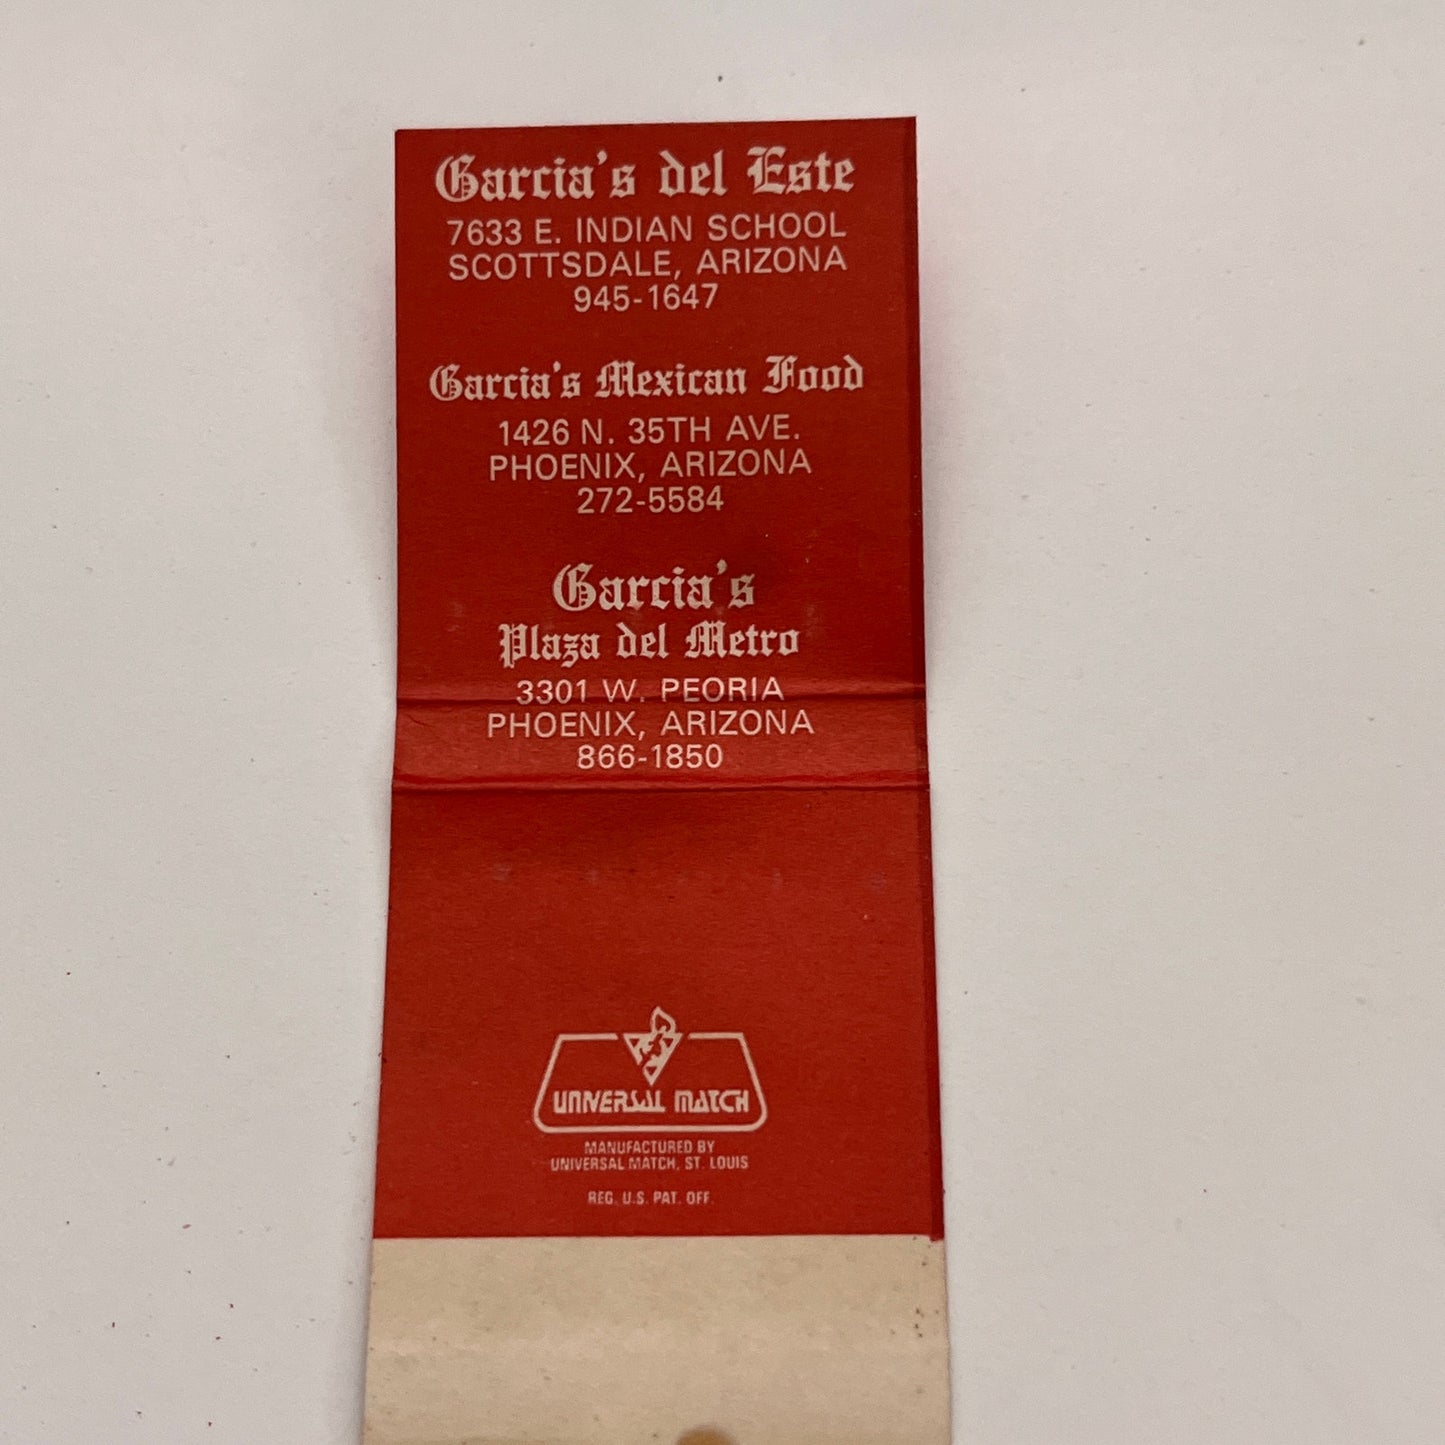 Garcia's del Este
7633 E. INDIAN SCHOOL
SCOTTSDALE, ARIZONA
945-1647
Garcia's Mexican Food
1426 N. 35TH AVE.
PHOENIX, ARIZONA
272-5584
Garcia's
Plaza del Metro
3301 W. PEORIA
PHOENIX, ARIZONA
866-1850
UNIVERSAL MATCH
MANUFACTURED BY
UNIVERSAL MATCH, ST. LOUIS
REG. U.S. PAT. OFF.